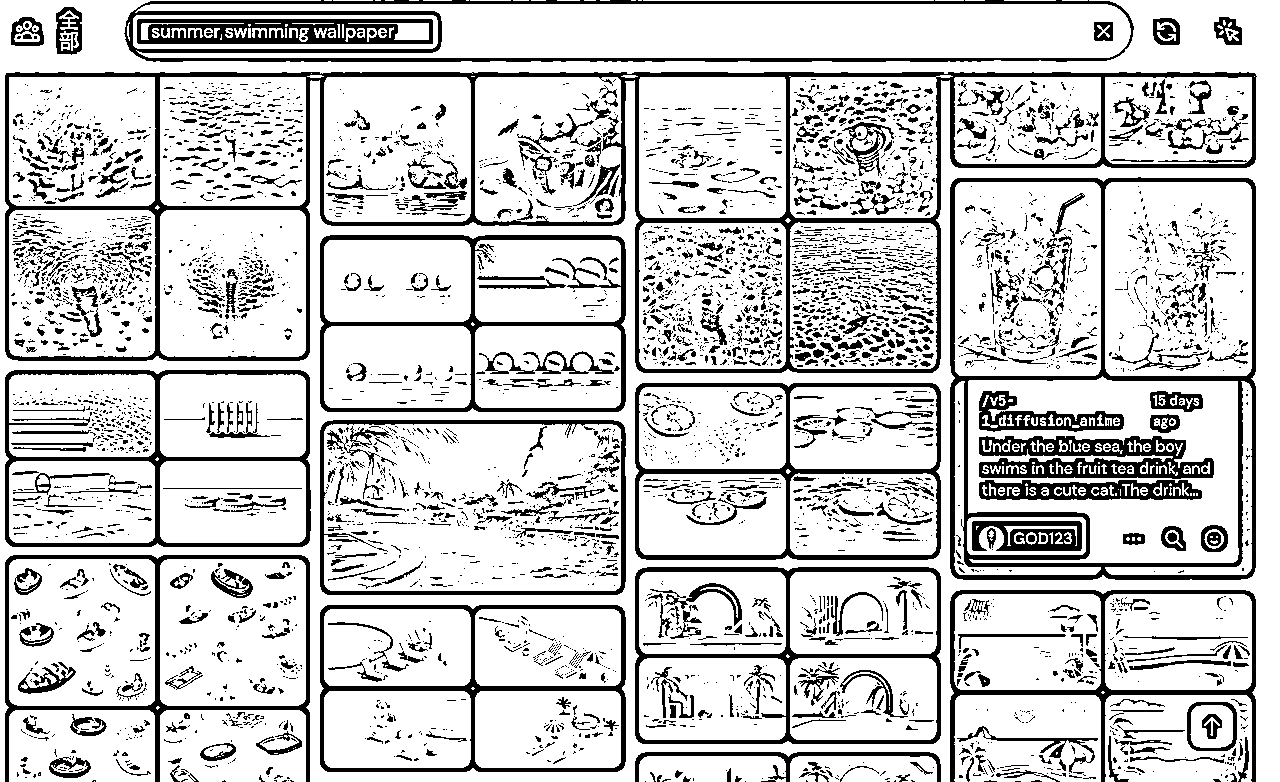 全部
summer, swimming wallpaper
/v5-
1_diffusion_anime
15 days
ago
Under the blue sea, the boy
swims in the fruit tea drink, and
there is a cute cat. The drink...
GOD123